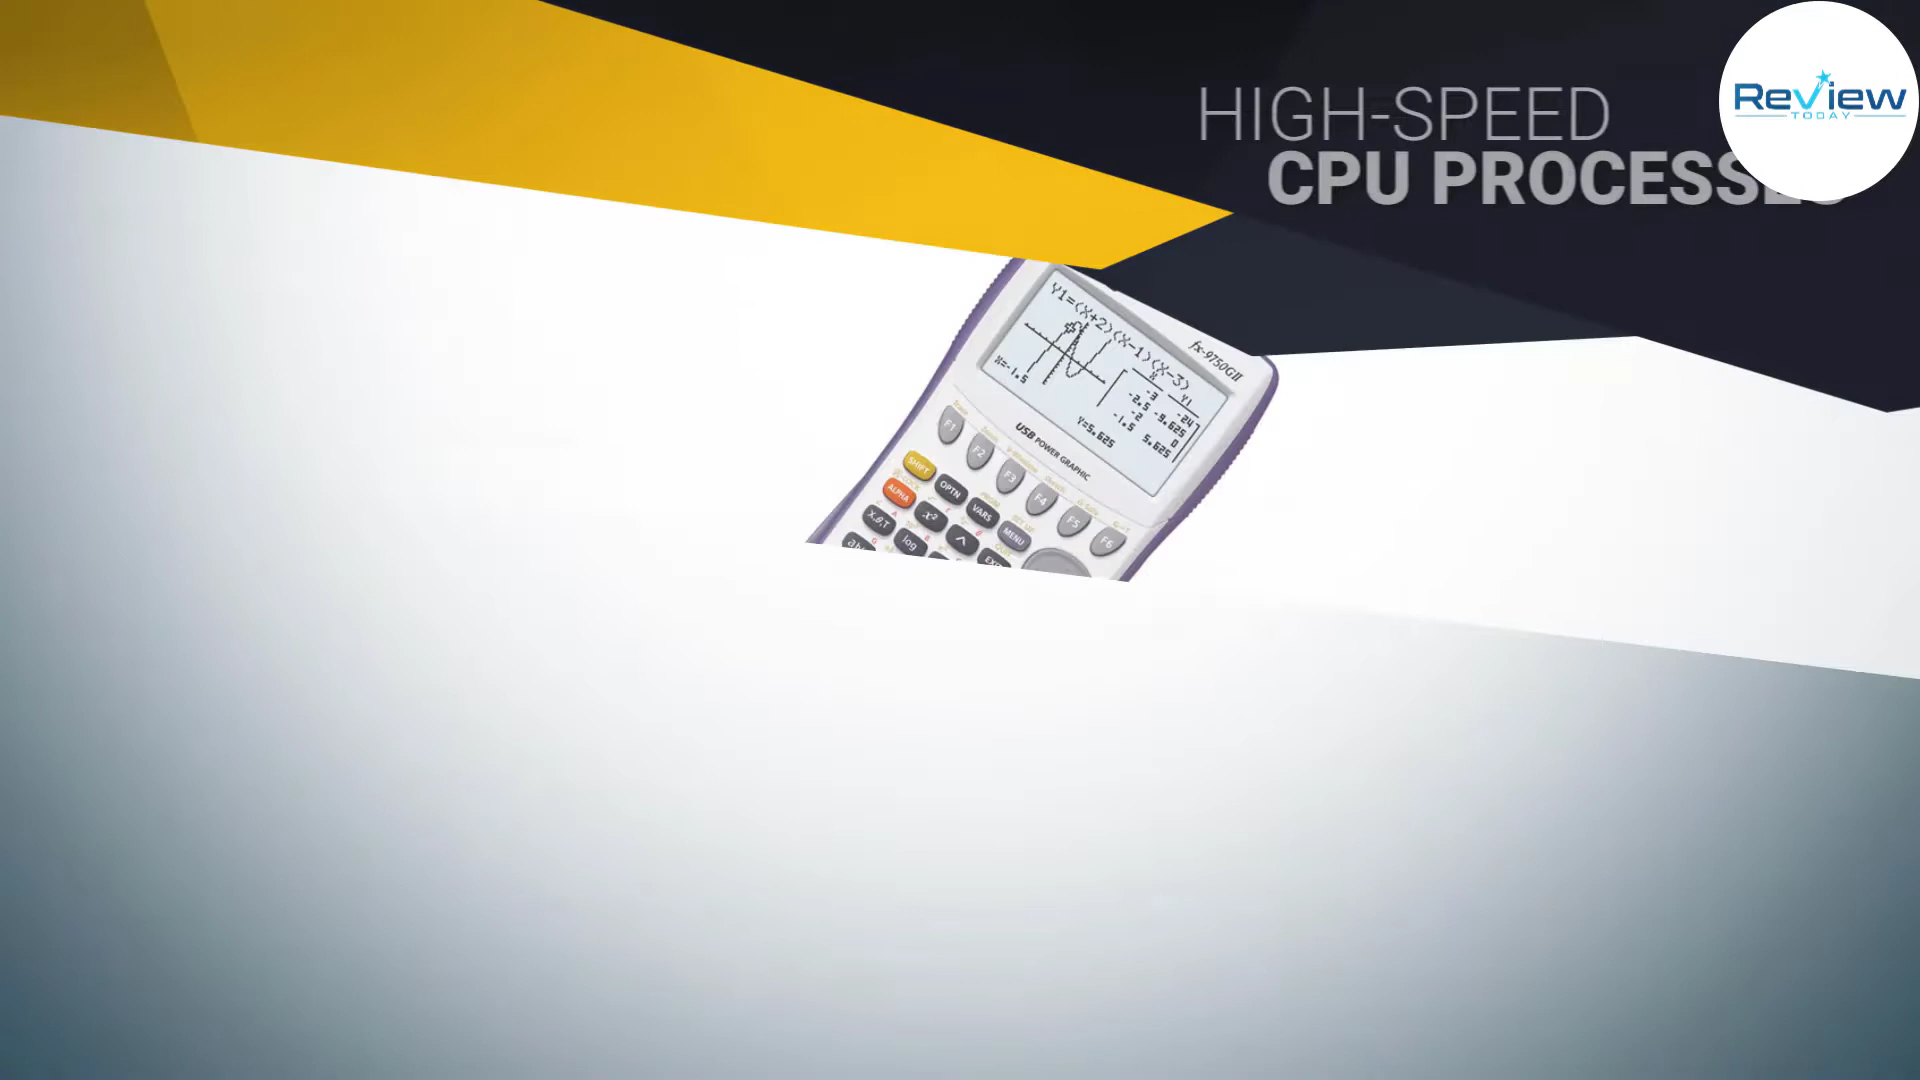 HIGH-SPEED
CPU PROCESSE
Review
TODAY
fx-9750GII
Y1=(X+2)(X-1)(X-3)
X Y1
-3 -24
-2.5 -9.625
-2 0
-1.5 5.625
X=-1.5
Y=5.625
USB POWER GRAPHIC
F1 F2 F3 F4 F5 F6
SHIFT OPTN VARS MENU
ALPHA x² ^ EXIT
X,θ,T log